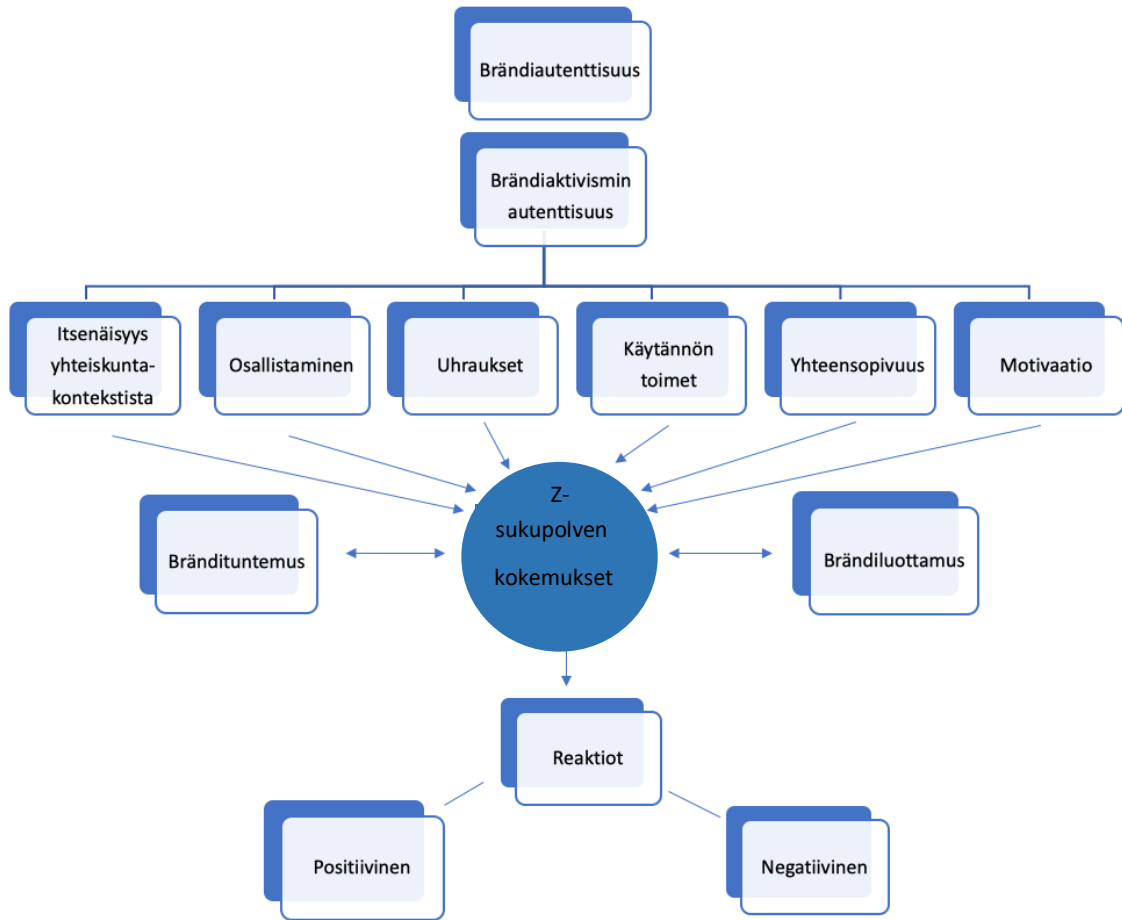 Brändiautenttisuus
Brändiaktivismin
autenttisuus
Itsenäisyys
yhteiskunta-
kontekstista
Osallistaminen
Uhraukset
Käytännön
toimet
Yhteensopivuus
Motivaatio
Z-
sukupolven
kokemukset
Brändituntemus
Brändiluottamus
Reaktiot
Positiivinen
Negatiivinen